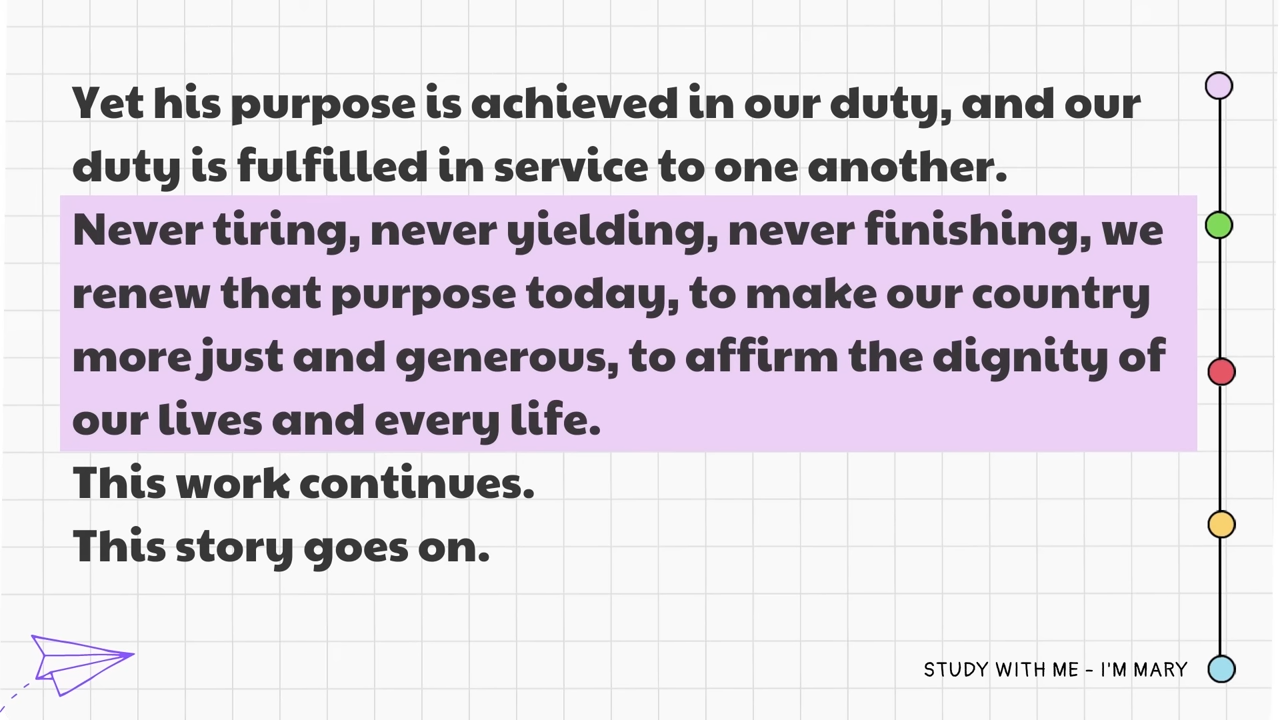 Yet his purpose is achieved in our duty, and our
duty is fulfilled in service to one another.
Never tiring, never yielding, never finishing, we
renew that purpose today, to make our country
more just and generous, to affirm the dignity of
our lives and every life.
This work continues.
This story goes on.
STUDY WITH ME – I'M MARY